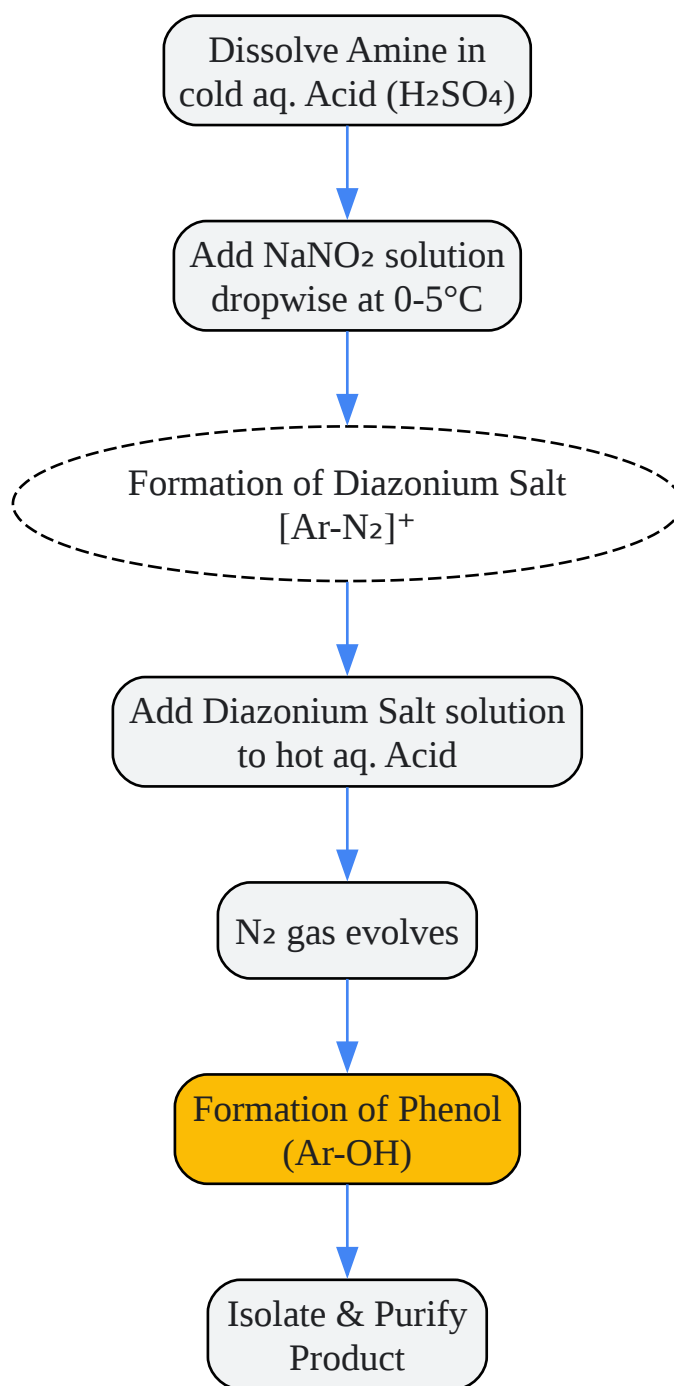 Dissolve Amine in
cold aq. Acid (H₂SO₄)
Add NaNO₂ solution
dropwise at 0-5°C
Formation of Diazonium Salt
[Ar-N₂]⁺
Add Diazonium Salt solution
to hot aq. Acid
N₂ gas evolves
Formation of Phenol
(Ar-OH)
Isolate & Purify
Product